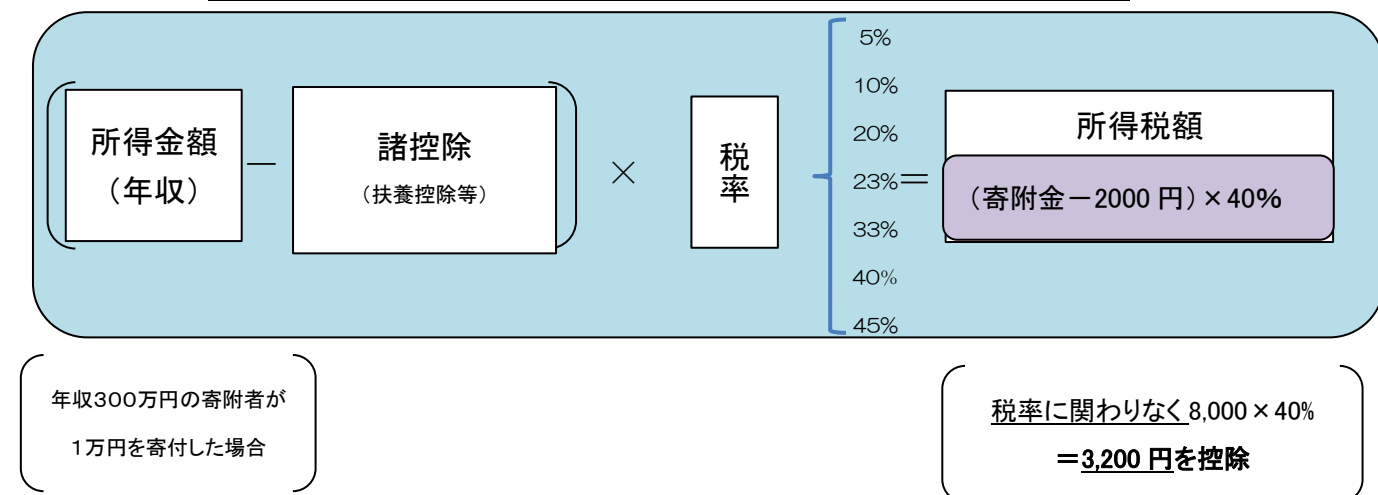 所得金額
（年収）
－
諸控除
（扶養控除等）
×
税
率
5%
10%
20%
23%
33%
40%
45%
＝
所得税額
（寄附金－2000 円）×40%
年収３００万円の寄附者が
１万円を寄付した場合
税率に関わりなく 8,000×40%
＝3,200 円を控除